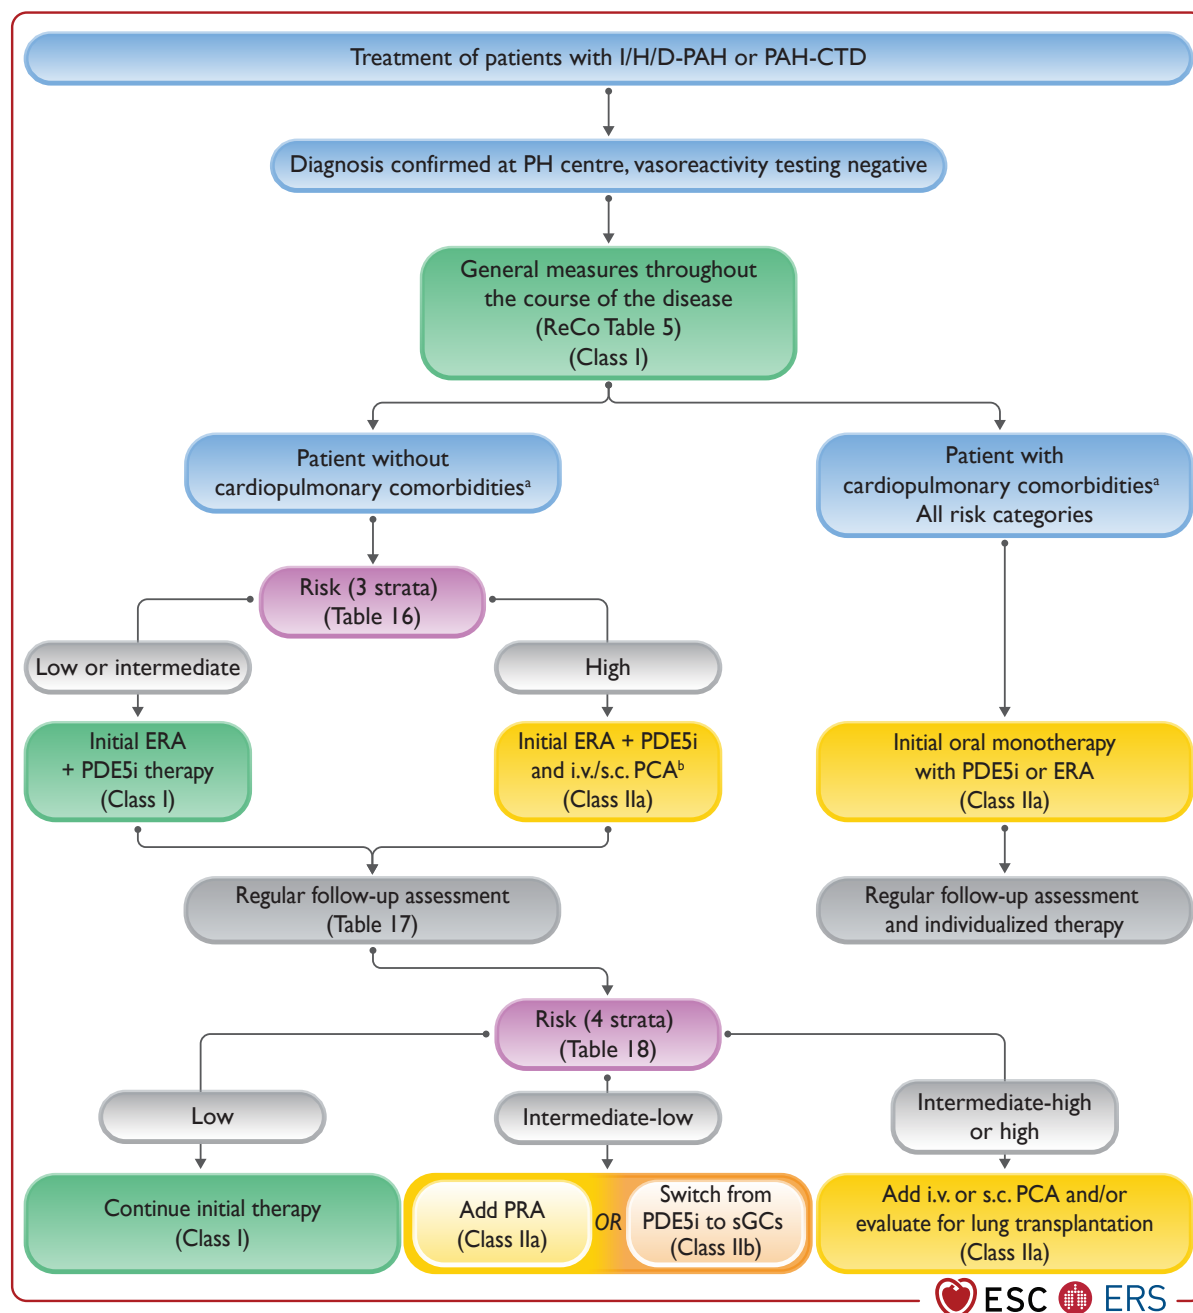 Treatment of patients with I/H/D-PAH or PAH-CTD
Diagnosis confirmed at PH centre, vasoreactivity testing negative
General measures throughout
the course of the disease
(ReCo Table 5)
(Class I)
Patient without
cardiopulmonary comorbiditiesᵃ
Patient with
cardiopulmonary comorbiditiesᵃ
All risk categories
Risk (3 strata)
(Table 16)
Low or intermediate
High
Initial ERA
+ PDE5i therapy
(Class I)
Initial ERA + PDE5i
and i.v./s.c. PCAᵇ
(Class IIa)
Initial oral monotherapy
with PDE5i or ERA
(Class IIa)
Regular follow-up assessment
(Table 17)
Regular follow-up assessment
and individualized therapy
Risk (4 strata)
(Table 18)
Low
Intermediate-low
Intermediate-high
or high
Continue initial therapy
(Class I)
Add PRA
(Class IIa)
OR
Switch from
PDE5i to sGCs
(Class IIb)
Add i.v. or s.c. PCA and/or
evaluate for lung transplantation
(Class IIa)
ESC ERS